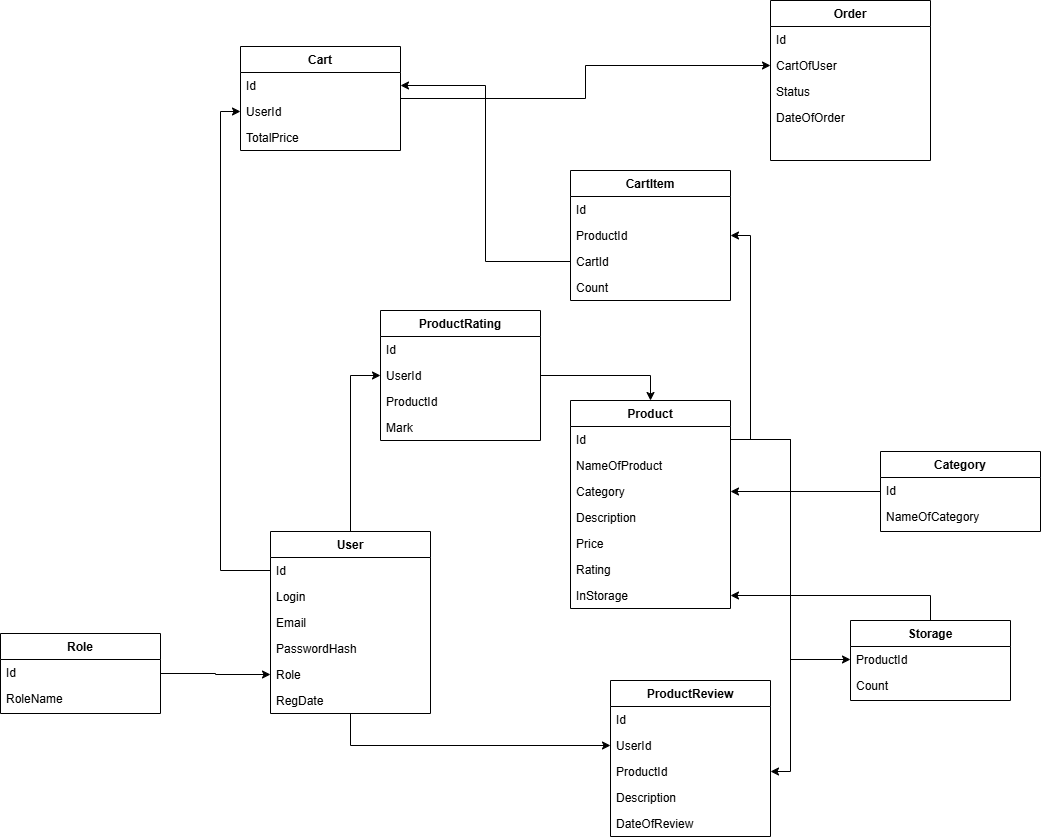 Order
Id
CartOfUser
Status
DateOfOrder
Cart
Id
UserId
TotalPrice
CartItem
Id
ProductId
CartId
Count
ProductRating
Id
UserId
ProductId
Mark
Product
Id
NameOfProduct
Category
Description
Price
Rating
InStorage
Category
Id
NameOfCategory
User
Id
Login
Email
PasswordHash
Role
RegDate
Role
Id
RoleName
Storage
ProductId
Count
ProductReview
Id
UserId
ProductId
Description
DateOfReview